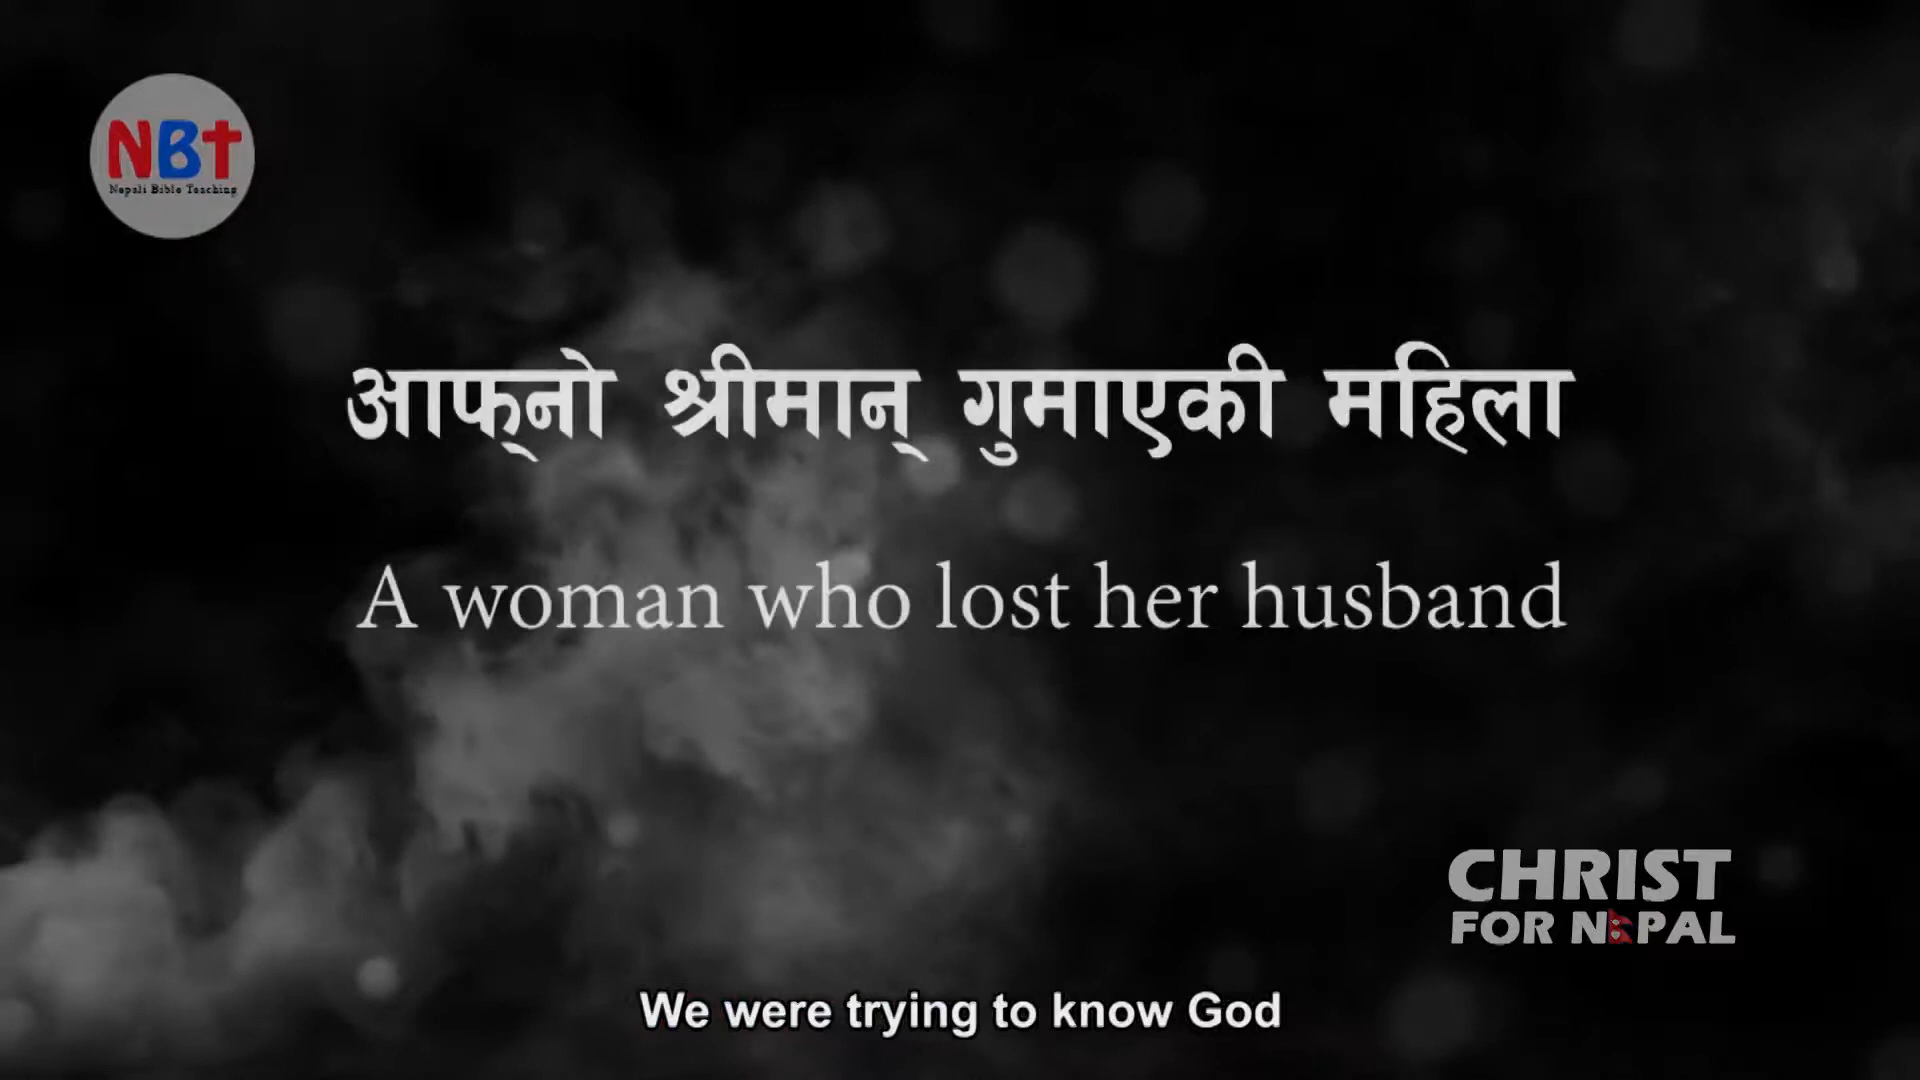 NBT
Nepali Bible Teaching
आफ्‌नो श्रीमान् गुमाएकी महिला
A woman who lost her husband
CHRIST
FOR NEPAL
We were trying to know God